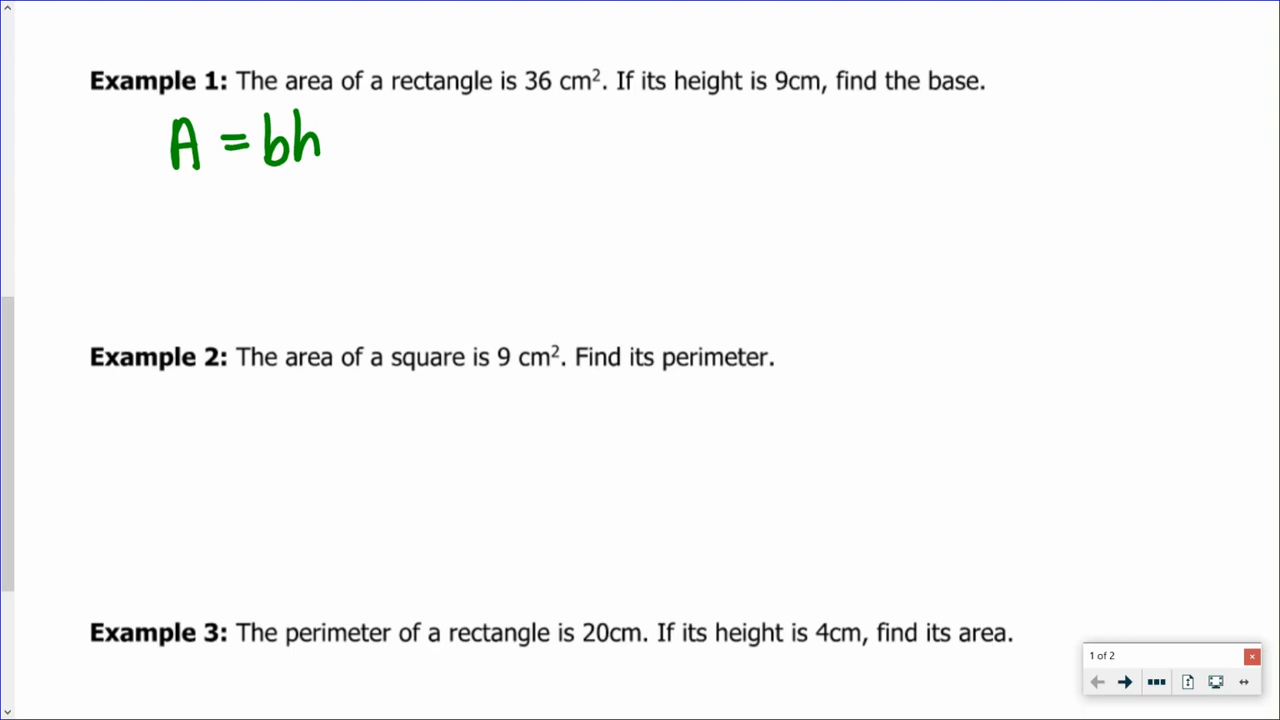 Example 1: The area of a rectangle is 36 cm². If its height is 9cm, find the base.
A = bh
Example 2: The area of a square is 9 cm². Find its perimeter.
Example 3: The perimeter of a rectangle is 20cm. If its height is 4cm, find its area.
1 of 2